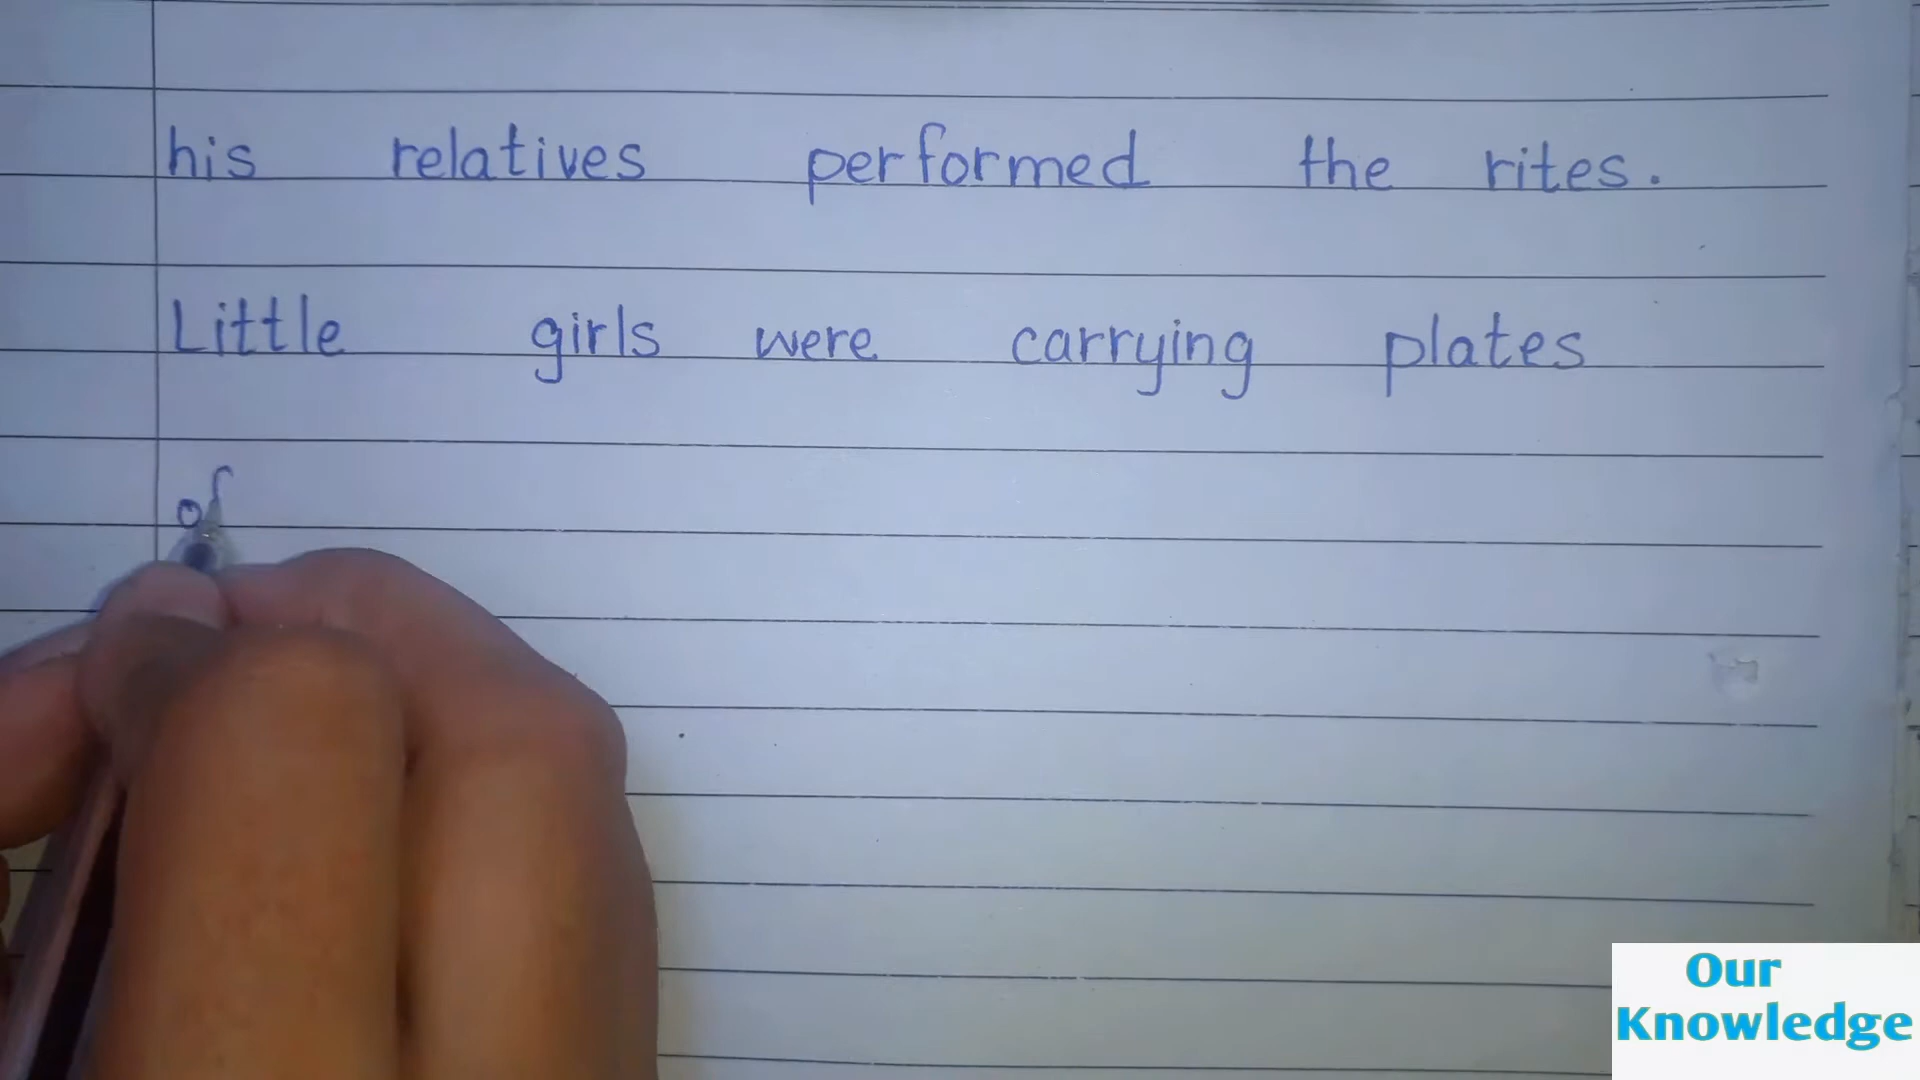 his relatives performed the rites.
Little girls were carrying plates
of
Our
Knowledge